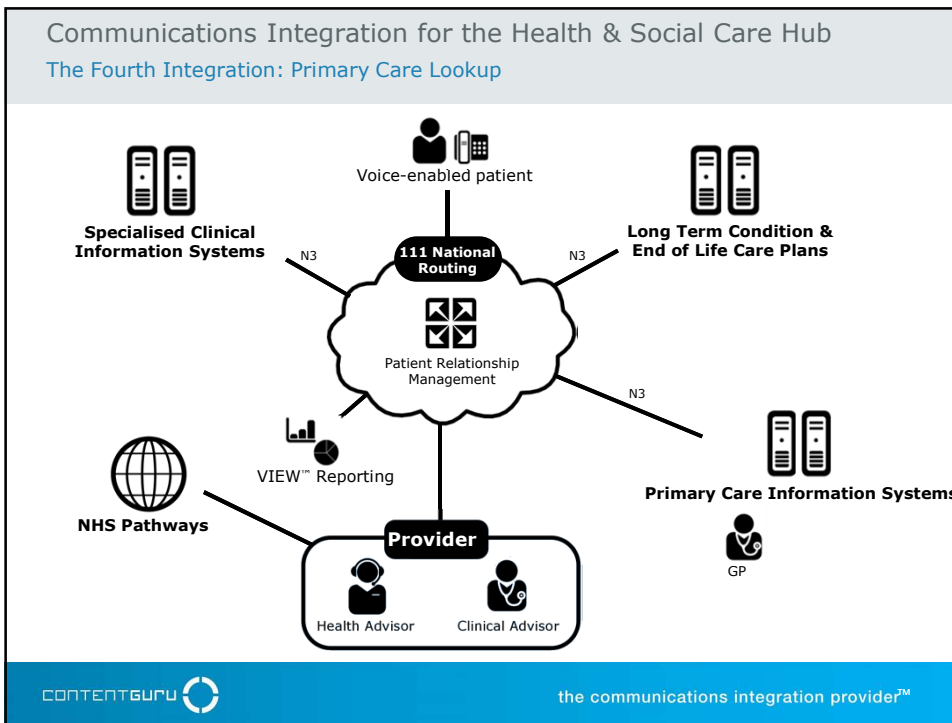 Communications Integration for the Health & Social Care Hub
The Fourth Integration: Primary Care Lookup
Voice-enabled patient
Specialised Clinical
Information Systems
Long Term Condition &
End of Life Care Plans
N3
111 National
Routing
N3
Patient Relationship
Management
N3
VIEW™ Reporting
NHS Pathways
Primary Care Information Systems
GP
Provider
Health Advisor
Clinical Advisor
CONTENTGURU
the communications integration provider™